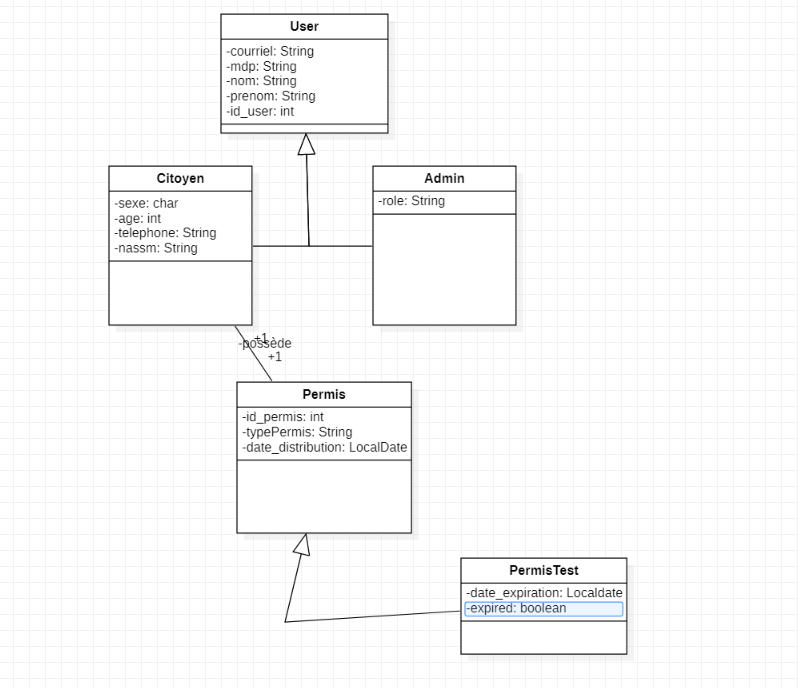 User
-courriel: String
-mdp: String
-nom: String
-prenom: String
-id_user: int
Citoyen
-sexe: char
-age: int
-telephone: String
-nassm: String
Admin
-role: String
+1
-possède
+1
Permis
-id_permis: int
-typePermis: String
-date_distribution: LocalDate
PermisTest
-date_expiration: Localdate
-expired: boolean